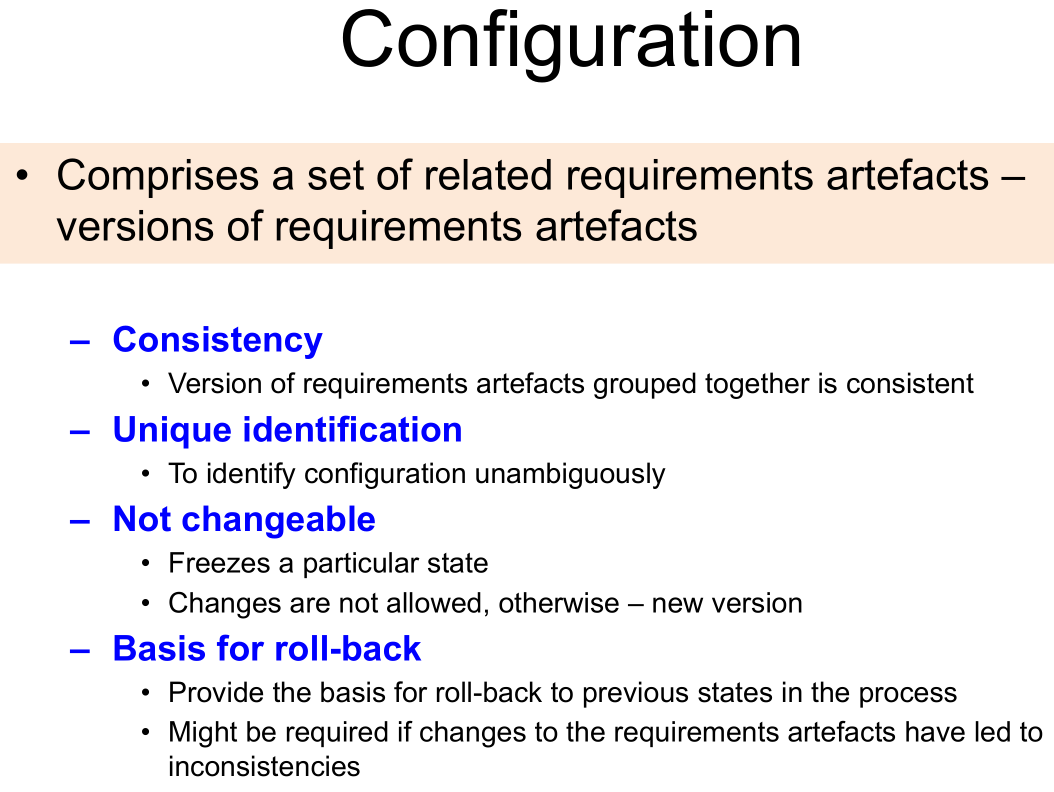 Configuration
• Comprises a set of related requirements artefacts –
versions of requirements artefacts
– Consistency
• Version of requirements artefacts grouped together is consistent
– Unique identification
• To identify configuration unambiguously
– Not changeable
• Freezes a particular state
• Changes are not allowed, otherwise – new version
– Basis for roll-back
• Provide the basis for roll-back to previous states in the process
• Might be required if changes to the requirements artefacts have led to
inconsistencies